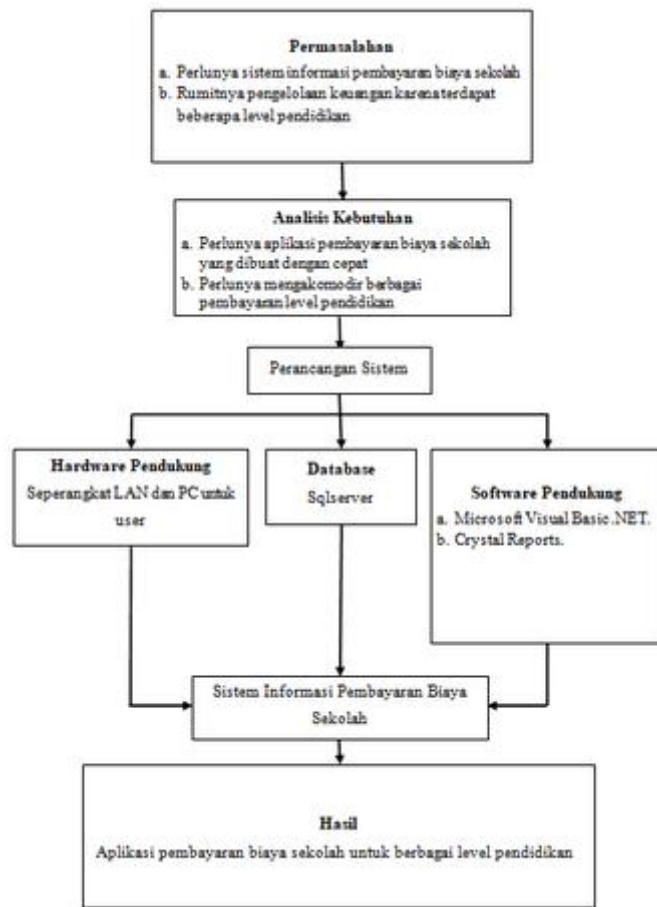 Permasalahan
a. Perlunya sistem informasi pembayaran biaya sekolah
b. Rumitnya pengelolaan keuangan karena terdapat
beberapa level pendidikan
Analisis Kebutuhan
a. Perlunya aplikasi pembayaran biaya sekolah
yang dibuat dengan cepat
b. Perlunya mengakomodir berbagai
pembayaran level pendidikan
Perancangan Sistem
Hardware Pendukung
Seperangkat LAN dan PC untuk
user
Database
Sqlserver
Software Pendukung
a. Microsoft Visual Basic .NET.
b. Crystal Reports.
Sistem Informasi Pembayaran Biaya
Sekolah
Hasil
Aplikasi pembayaran biaya sekolah untuk berbagai level pendidikan